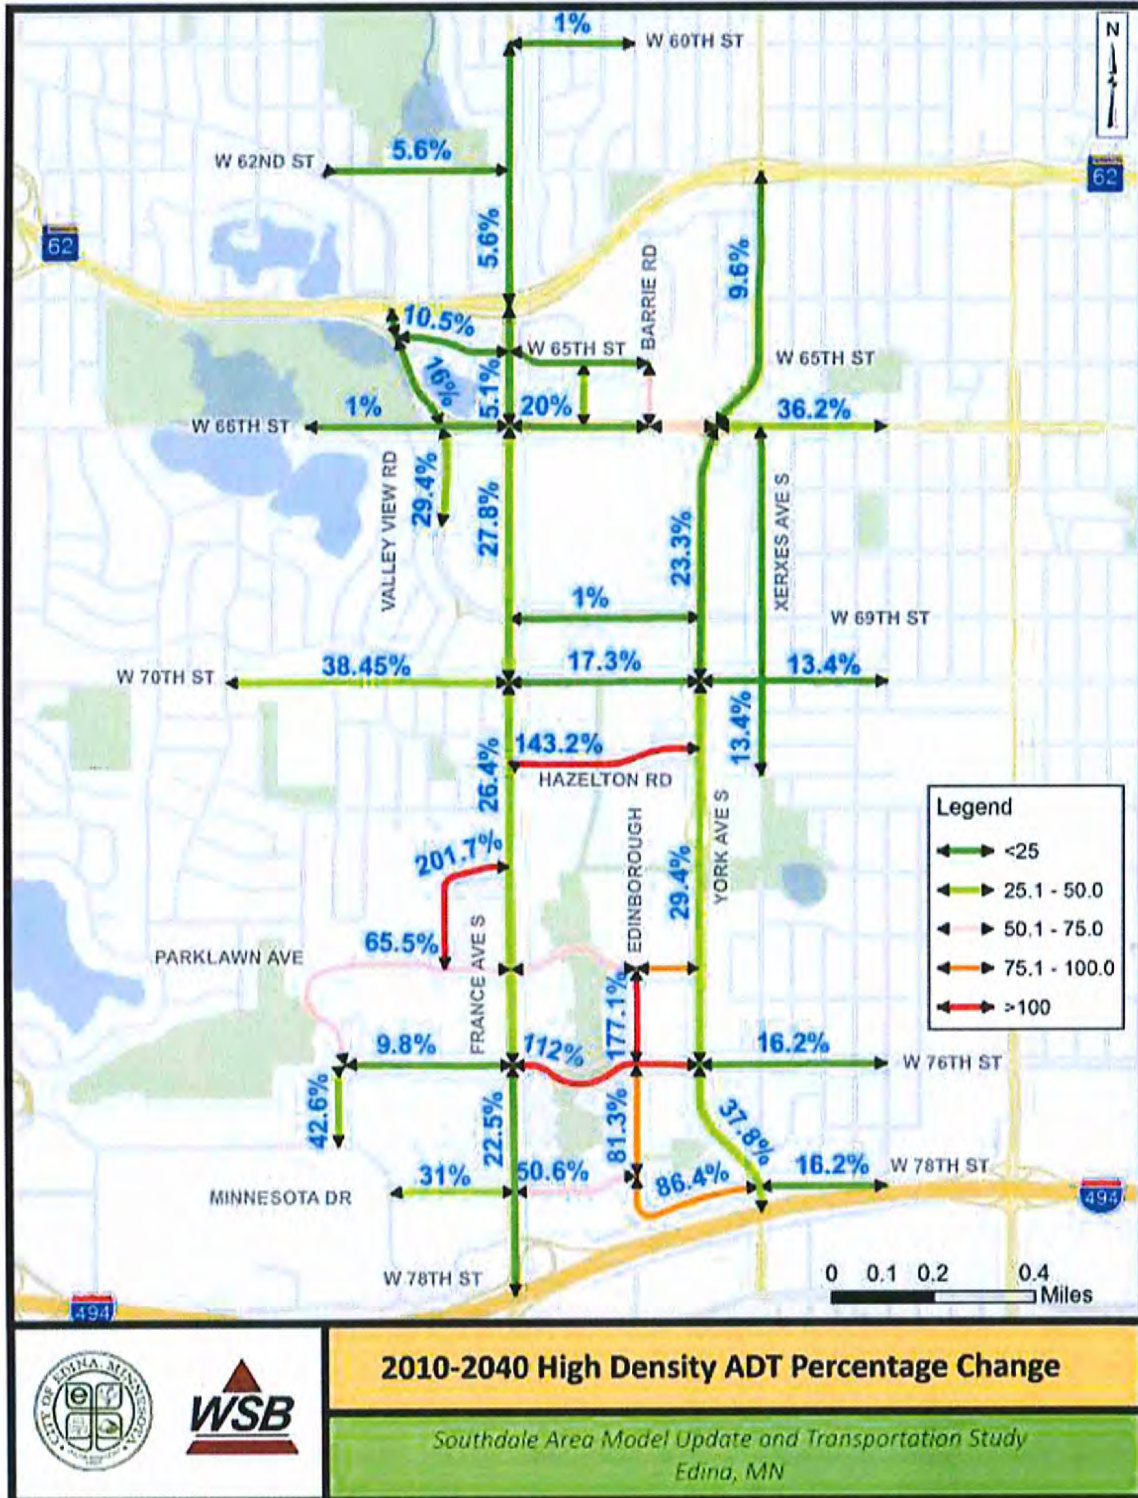 1%
W 60TH ST
N
W 62ND ST
5.6%
62
62
5.6%
9.6%
BARRIE RD
10.5%
W 65TH ST
W 65TH ST
16%
5.1%
20%
1%
36.2%
W 66TH ST
VALLEY VIEW RD
29.4%
27.8%
23.3%
XERXES AVE S
1%
W 69TH ST
W 70TH ST
38.45%
17.3%
13.4%
26.4%
143.2%
HAZELTON RD
13.4%
YORK AVE S
Legend
<25
25.1 - 50.0
50.1 - 75.0
75.1 - 100.0
>100
201.7%
EDINBOROUGH
29.4%
65.5%
PARKLAWN AVE
FRANCE AVE S
177.1%
9.8%
112%
16.2%
W 76TH ST
42.6%
22.5%
81.3%
37.8%
31%
50.6%
86.4%
16.2%
W 78TH ST
MINNESOTA DR
494
W 78TH ST
494
0 0.1 0.2 0.4
Miles
CITY OF EDINA, MINNESOTA
WSB
2010-2040 High Density ADT Percentage Change
Southdale Area Model Update and Transportation Study
Edina, MN